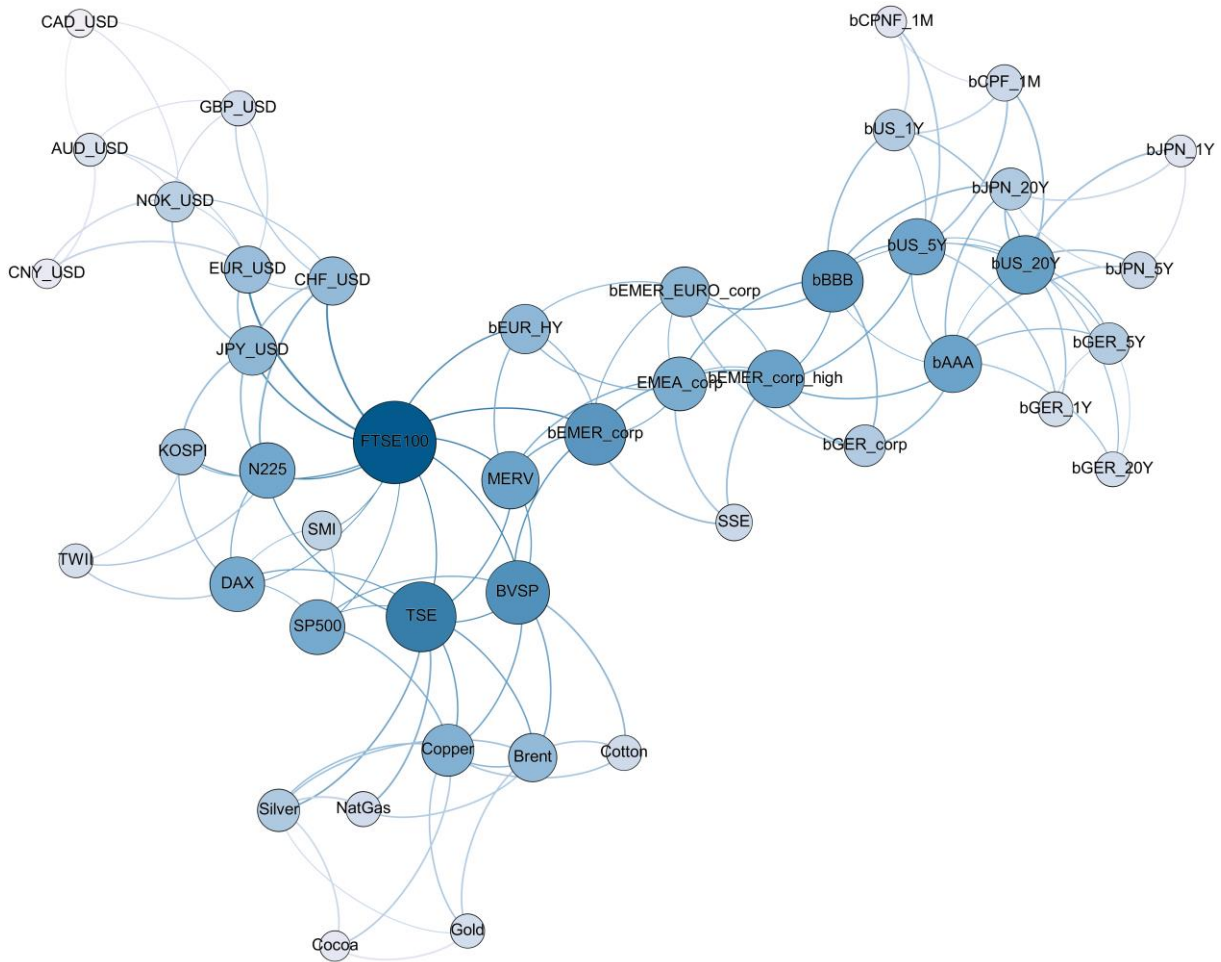 CAD_USD
bCPNF_1M
GBP_USD
bCPF_1M
AUD_USD
bUS_1Y
bJPN_1Y
NOK_USD
bJPN_20Y
CNY_USD
EUR_USD
CHF_USD
bUS_5Y
bUS_20Y
bJPN_5Y
bEMER_EURO_corp
bBBB
bEUR_HY
JPY_USD
bGER_5Y
bAAA
EMEA_corp
bEMER_corp_high
bGER_1Y
FTSE100
bEMER_corp
bGER_corp
KOSPI
N225
MERV
bGER_20Y
SMI
SSE
TWII
DAX
BVSP
SP500
TSE
Copper
Brent
Cotton
Silver
NatGas
Gold
Cocoa